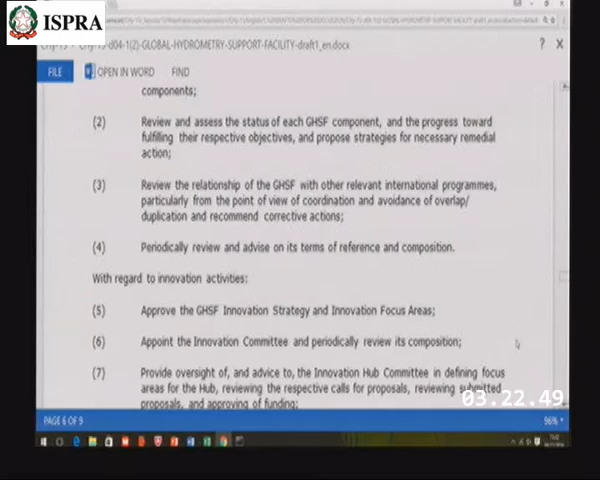 ISPRA
GLOBAL-HYDROMETRY-SUPPORT-FACILITY-draft1_en.docx
? X
FILE OPEN IN WORD FIND
components;
(2) Review and assess the status of each GHSF component, and the progress toward
fulfilling their respective objectives, and propose strategies for necessary remedial
action;
(3) Review the relationship of the GHSF with other relevant international programmes,
particularly from the point of view of coordination and avoidance of overlap/
duplication and recommend corrective actions;
(4) Periodically review and advise on its terms of reference and composition.
With regard to innovation activities:
(5) Approve the GHSF Innovation Strategy and Innovation Focus Areas;
(6) Appoint the Innovation Committee and periodically review its composition;
(7) Provide oversight of, and advice to, the Innovation Hub Committee in defining focus
areas for the Hub, reviewing the respective calls for proposals, reviewing submitted
proposals, and approving of funding;
03.22.49
PAGE 6 OF 9 96%